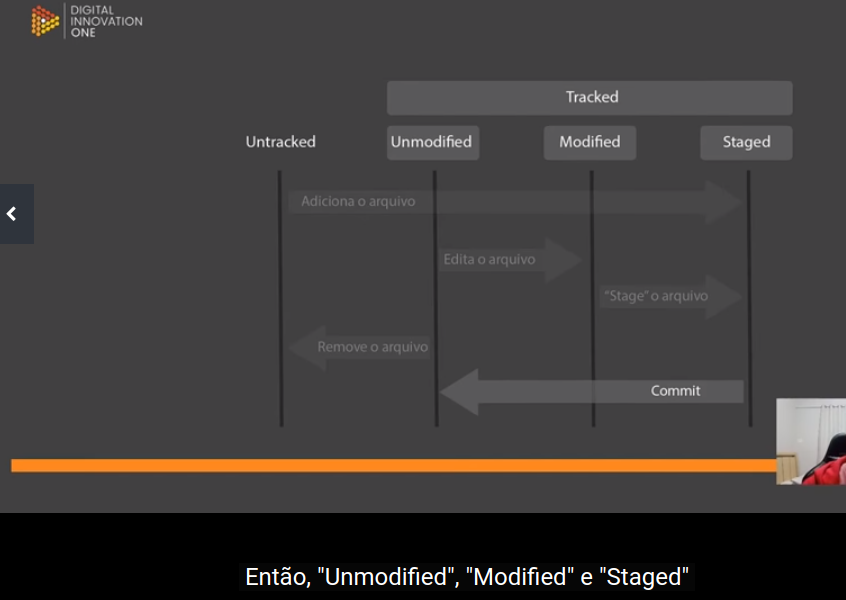 DIGITAL
INNOVATION
ONE
Tracked
Untracked
Unmodified
Modified
Staged
Adiciona o arquivo
Edita o arquivo
“Stage” o arquivo
Remove o arquivo
Commit
Então, "Unmodified", "Modified" e "Staged"